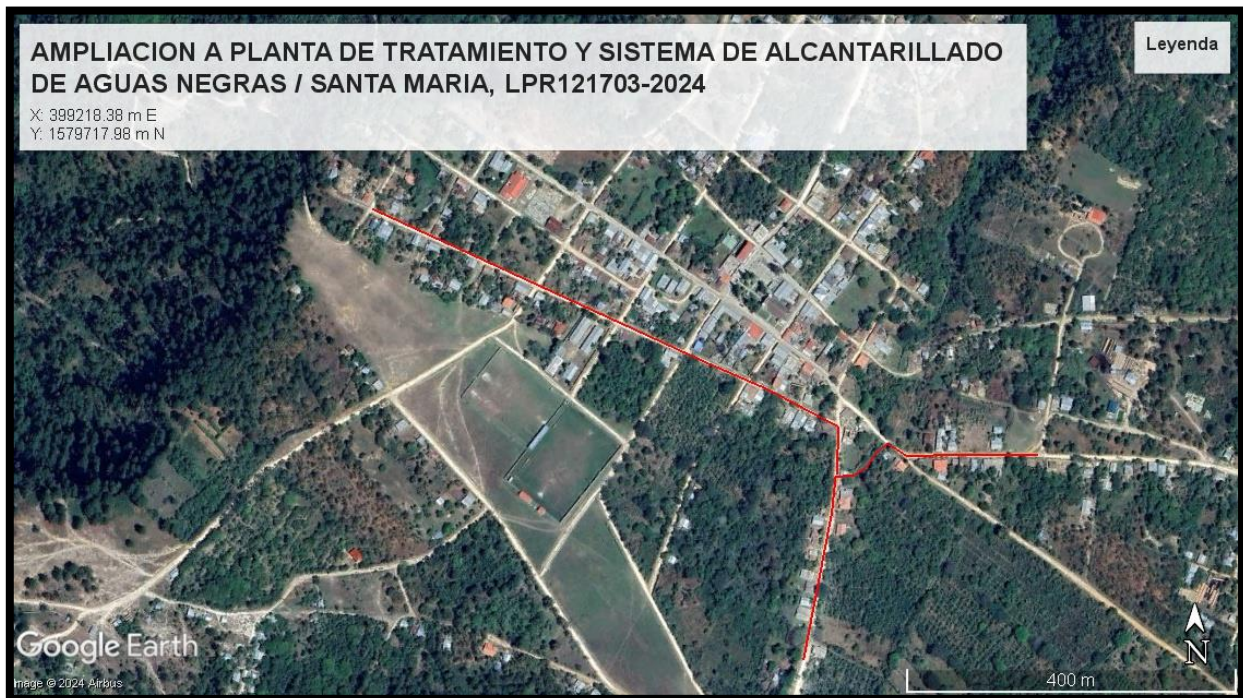 AMPLIACION A PLANTA DE TRATAMIENTO Y SISTEMA DE ALCANTARILLADO
DE AGUAS NEGRAS / SANTA MARIA, LPR121703-2024
X: 399218.38 m E
Y: 1579717.98 m N
Leyenda
Google Earth
Image © 2024 Airbus
N
400 m